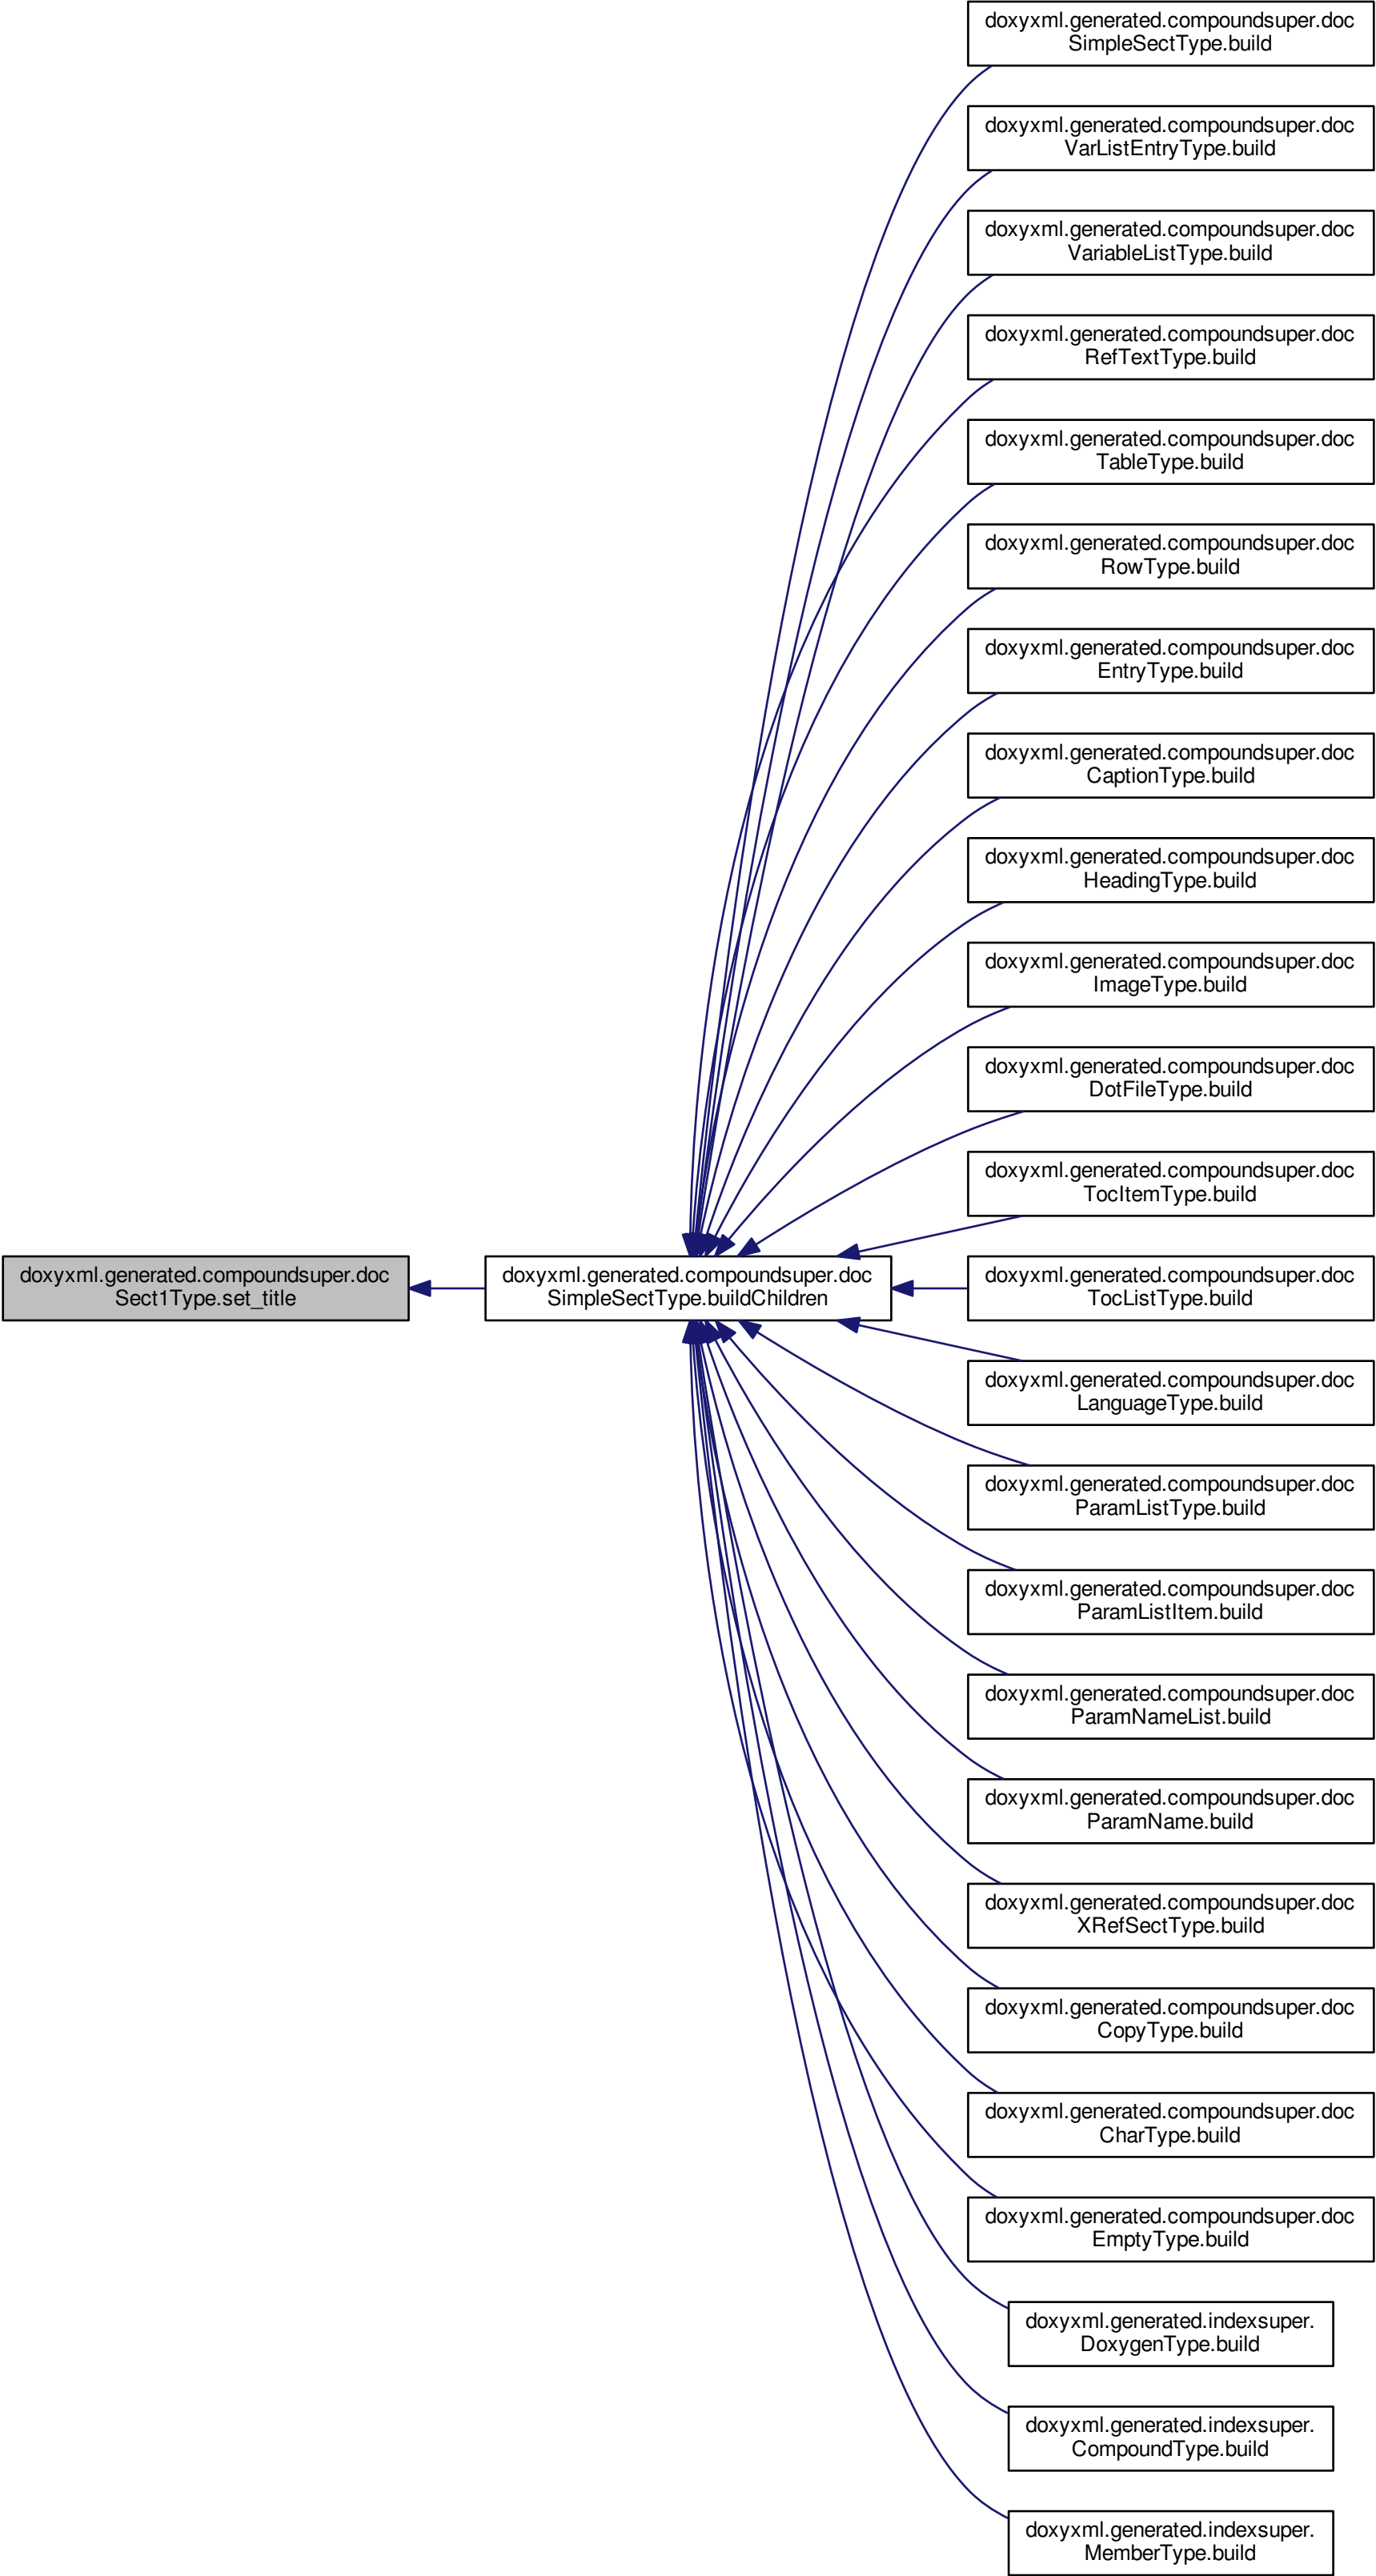 doxyxml.generated.compoundsuper.doc
SimpleSectType.build
doxyxml.generated.compoundsuper.doc
VarListEntryType.build
doxyxml.generated.compoundsuper.doc
VariableListType.build
doxyxml.generated.compoundsuper.doc
RefTextType.build
doxyxml.generated.compoundsuper.doc
TableType.build
doxyxml.generated.compoundsuper.doc
RowType.build
doxyxml.generated.compoundsuper.doc
EntryType.build
doxyxml.generated.compoundsuper.doc
CaptionType.build
doxyxml.generated.compoundsuper.doc
HeadingType.build
doxyxml.generated.compoundsuper.doc
ImageType.build
doxyxml.generated.compoundsuper.doc
DotFileType.build
doxyxml.generated.compoundsuper.doc
TocItemType.build
doxyxml.generated.compoundsuper.doc
Sect1Type.set_title
doxyxml.generated.compoundsuper.doc
SimpleSectType.buildChildren
doxyxml.generated.compoundsuper.doc
TocListType.build
doxyxml.generated.compoundsuper.doc
LanguageType.build
doxyxml.generated.compoundsuper.doc
ParamListType.build
doxyxml.generated.compoundsuper.doc
ParamListItem.build
doxyxml.generated.compoundsuper.doc
ParamNameList.build
doxyxml.generated.compoundsuper.doc
ParamName.build
doxyxml.generated.compoundsuper.doc
XRefSectType.build
doxyxml.generated.compoundsuper.doc
CopyType.build
doxyxml.generated.compoundsuper.doc
CharType.build
doxyxml.generated.compoundsuper.doc
EmptyType.build
doxyxml.generated.indexsuper.
DoxygenType.build
doxyxml.generated.indexsuper.
CompoundType.build
doxyxml.generated.indexsuper.
MemberType.build